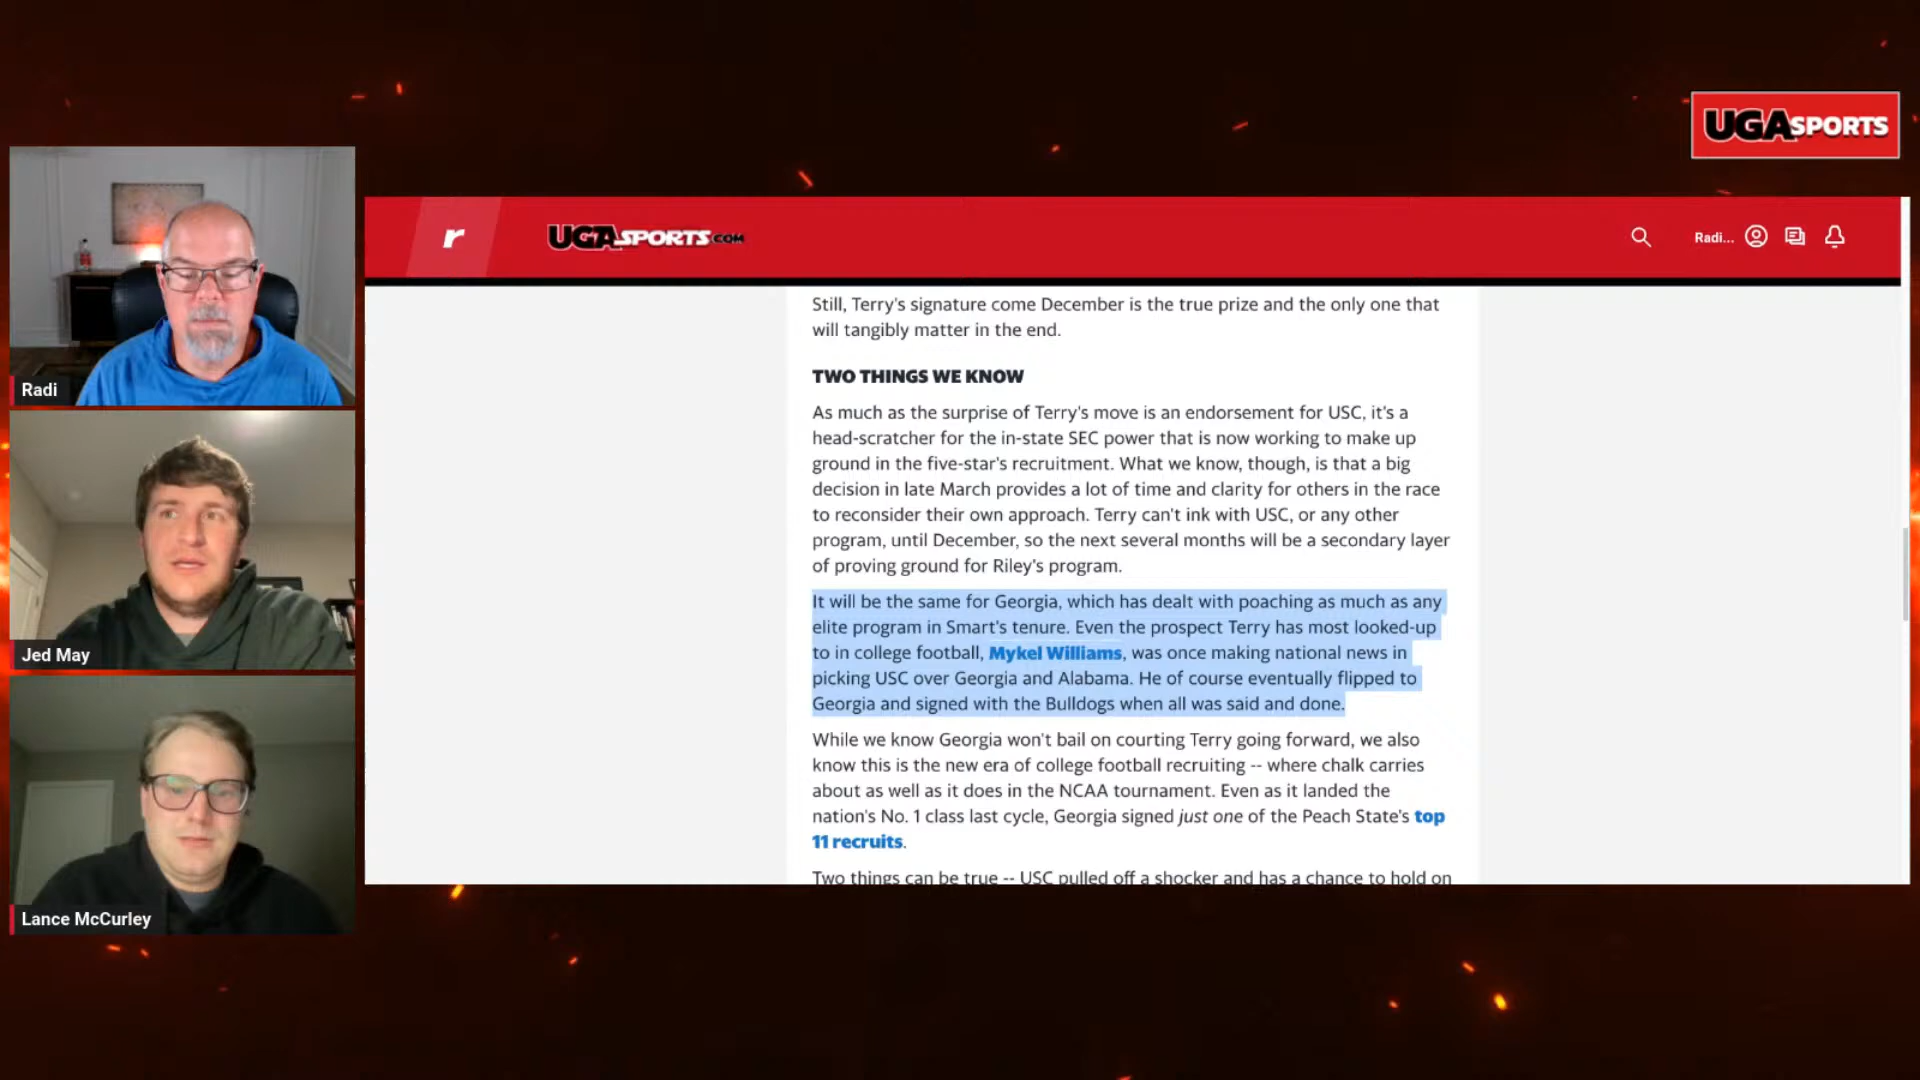 UGASPORTS
r
UGASPORTS.COM
Radi...
Radi
Jed May
Lance McCurley
Still, Terry's signature come December is the true prize and the only one that
will tangibly matter in the end.
TWO THINGS WE KNOW
As much as the surprise of Terry's move is an endorsement for USC, it's a
head-scratcher for the in-state SEC power that is now working to make up
ground in the five-star's recruitment. What we know, though, is that a big
decision in late March provides a lot of time and clarity for others in the race
to reconsider their own approach. Terry can't ink with USC, or any other
program, until December, so the next several months will be a secondary layer
of proving ground for Riley's program.
It will be the same for Georgia, which has dealt with poaching as much as any
elite program in Smart's tenure. Even the prospect Terry has most looked-up
to in college football, Mykel Williams, was once making national news in
picking USC over Georgia and Alabama. He of course eventually flipped to
Georgia and signed with the Bulldogs when all was said and done.
While we know Georgia won't bail on courting Terry going forward, we also
know this is the new era of college football recruiting -- where chalk carries
about as well as it does in the NCAA tournament. Even as it landed the
nation's No. 1 class last cycle, Georgia signed just one of the Peach State's top
11 recruits.
Two things can be true -- USC pulled off a shocker and has a chance to hold on